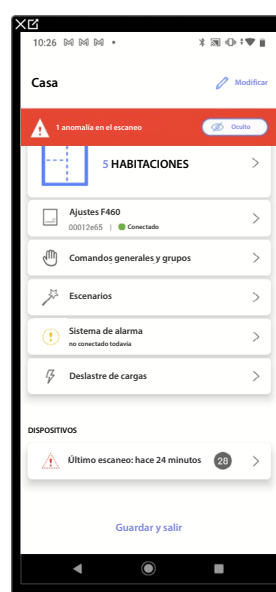 10:26
Casa
Modificar
1 anomalía en el escaneo
Oculto
5 HABITACIONES
Ajustes F460
00012e65 | Conectado
Comandos generales y grupos
Escenarios
Sistema de alarma
no conectado todavía
Deslastre de cargas
DISPOSITIVOS
Último escaneo: hace 24 minutos
28
Guardar y salir